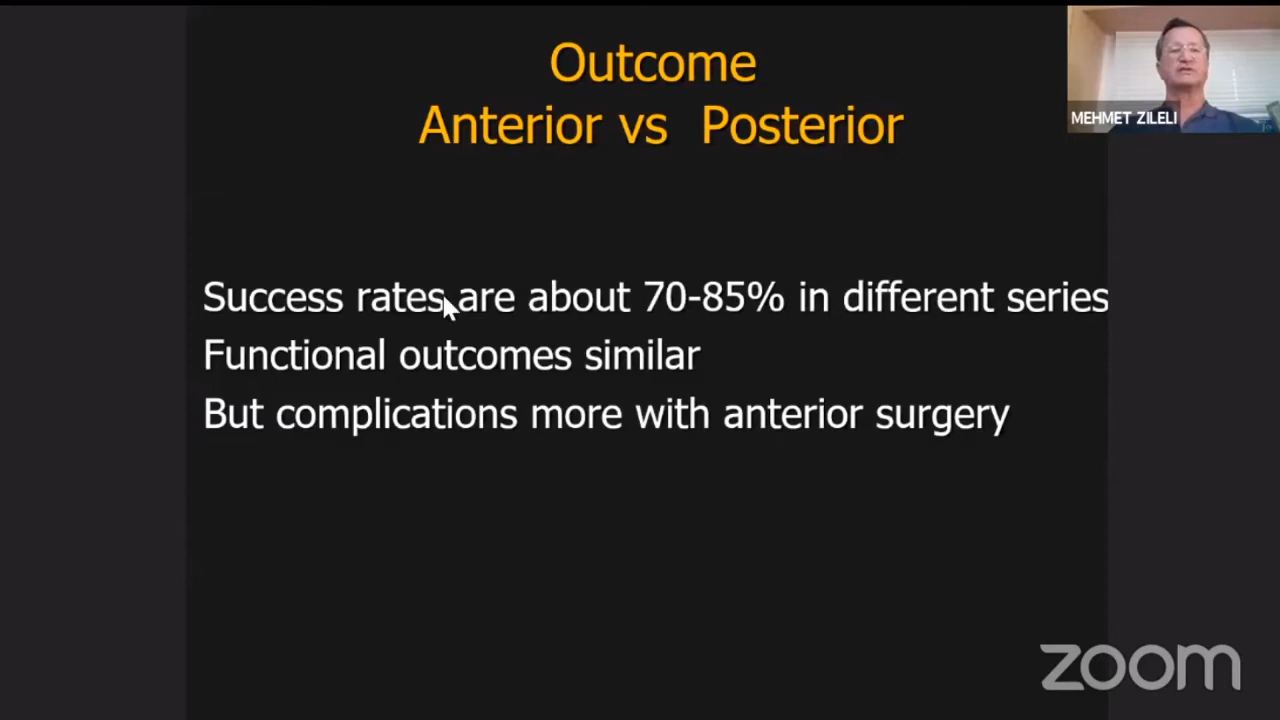 Outcome
Anterior vs Posterior
MEHMET ZILELI
Success rates are about 70-85% in different series
Functional outcomes similar
But complications more with anterior surgery
zoom